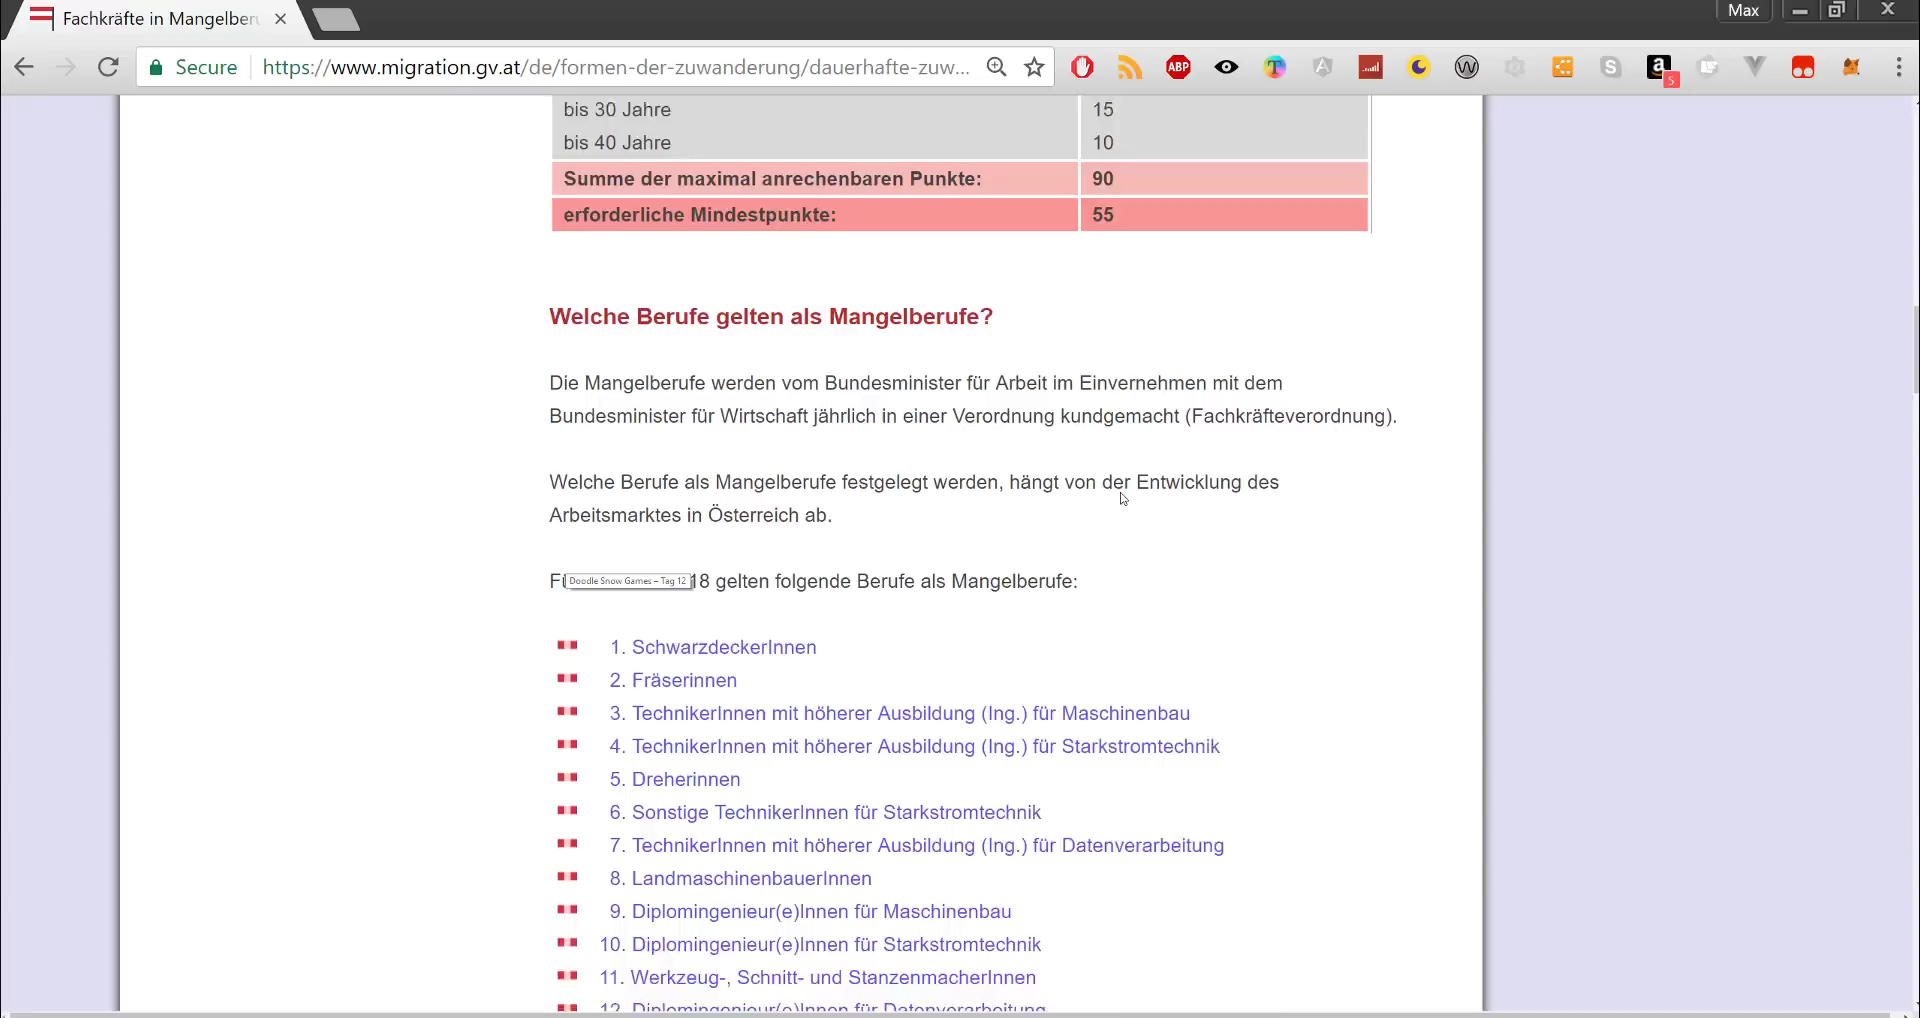 Fachkräfte in Mangelber
Max
Secure
https://www.migration.gv.at/de/formen-der-zuwanderung/dauerhafte-zuw...
ABP
bis 30 Jahre 15
bis 40 Jahre 10
Summe der maximal anrechenbaren Punkte: 90
erforderliche Mindestpunkte: 55
Welche Berufe gelten als Mangelberufe?
Die Mangelberufe werden vom Bundesminister für Arbeit im Einvernehmen mit dem
Bundesminister für Wirtschaft jährlich in einer Verordnung kundgemacht (Fachkräfteverordnung).
Welche Berufe als Mangelberufe festgelegt werden, hängt von der Entwicklung des
Arbeitsmarktes in Österreich ab.
Doodle Snow Games – Tag 12
18 gelten folgende Berufe als Mangelberufe:
1. SchwarzdeckerInnen
2. Fräserinnen
3. TechnikerInnen mit höherer Ausbildung (Ing.) für Maschinenbau
4. TechnikerInnen mit höherer Ausbildung (Ing.) für Starkstromtechnik
5. Dreherinnen
6. Sonstige TechnikerInnen für Starkstromtechnik
7. TechnikerInnen mit höherer Ausbildung (Ing.) für Datenverarbeitung
8. LandmaschinenbauerInnen
9. Diplomingenieur(e)Innen für Maschinenbau
10. Diplomingenieur(e)Innen für Starkstromtechnik
11. Werkzeug-, Schnitt- und StanzenmacherInnen
12. Diplomingenieur(e)Innen für Datenverarbeitung